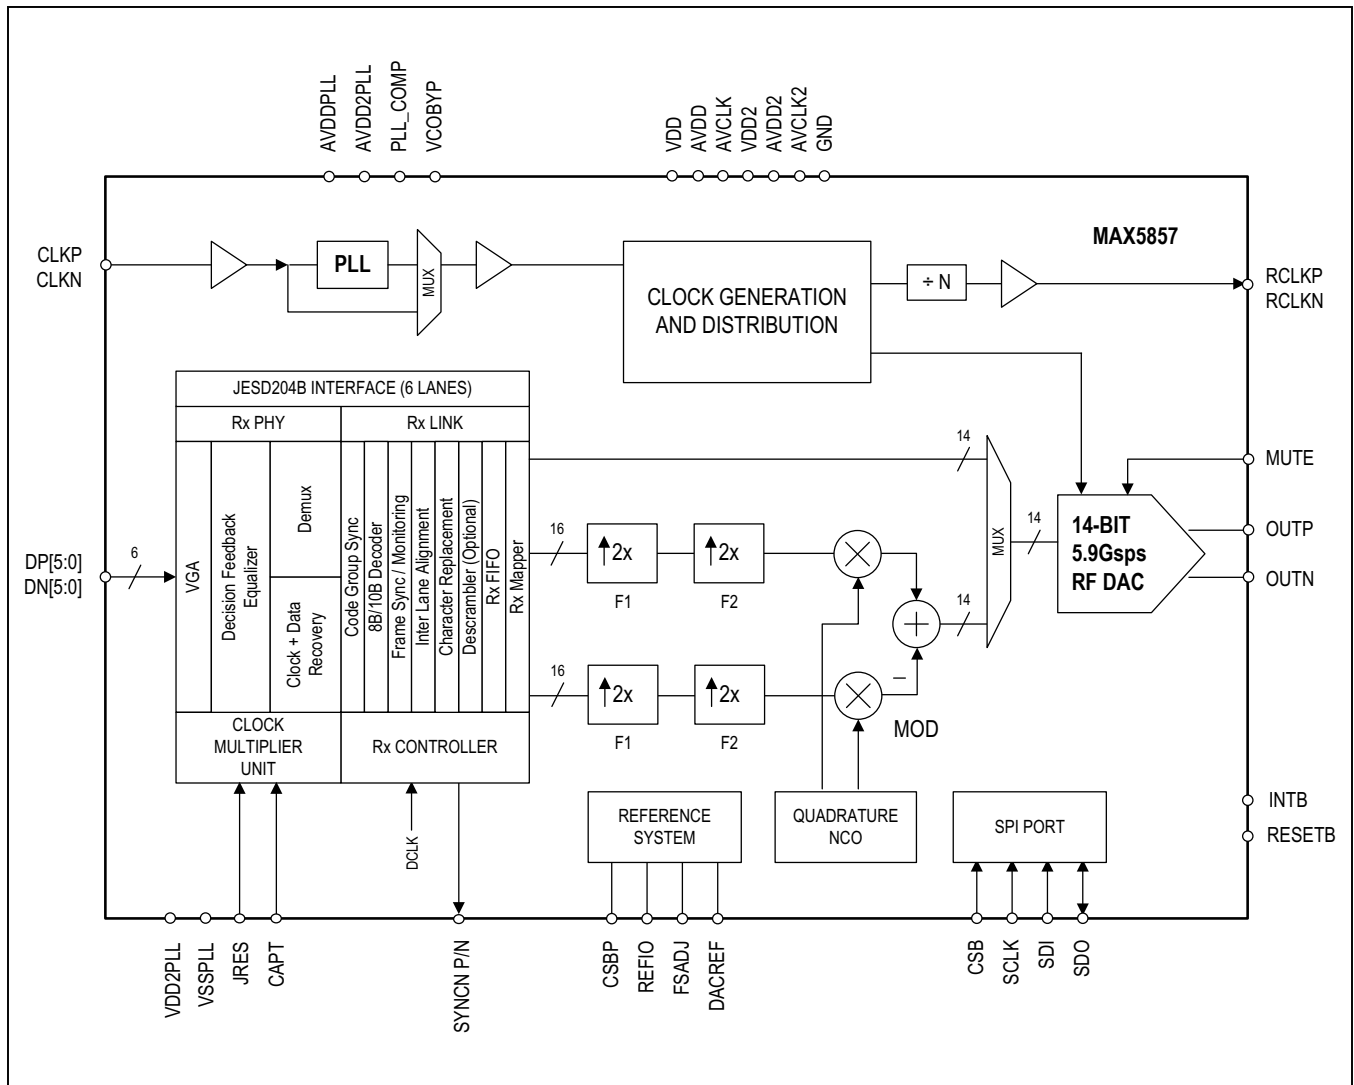 AVDDPLL
AVDD2PLL
PLL_COMP
VCOBYP
VDD
AVDD
AVCLK
VDD2
AVDD2
AVCLK2
GND
MAX5857
CLKP
CLKN
PLL
MUX
CLOCK GENERATION
AND DISTRIBUTION
÷ N
RCLKP
RCLKN
JESD204B INTERFACE (6 LANES)
Rx PHY
Rx LINK
VGA
Decision Feedback
Equalizer
Demux
Clock + Data
Recovery
Code Group Sync
8B/10B Decoder
Frame Sync / Monitoring
Inter Lane Alignment
Character Replacement
Descrambler (Optional)
Rx FIFO
Rx Mapper
CLOCK
MULTIPLIER
UNIT
Rx CONTROLLER
DP[5:0]
DN[5:0]
6
14
16
2x
F1
2x
F2
16
2x
F1
2x
F2
−
MOD
14
MUX
14
14-BIT
5.9Gsps
RF DAC
MUTE
OUTP
OUTN
DCLK
REFERENCE
SYSTEM
QUADRATURE
NCO
SPI PORT
INTB
RESETB
VDD2PLL
VSSPLL
JRES
CAPT
SYNCN P/N
CSBP
REFIO
FSADJ
DACREF
CSB
SCLK
SDI
SDO